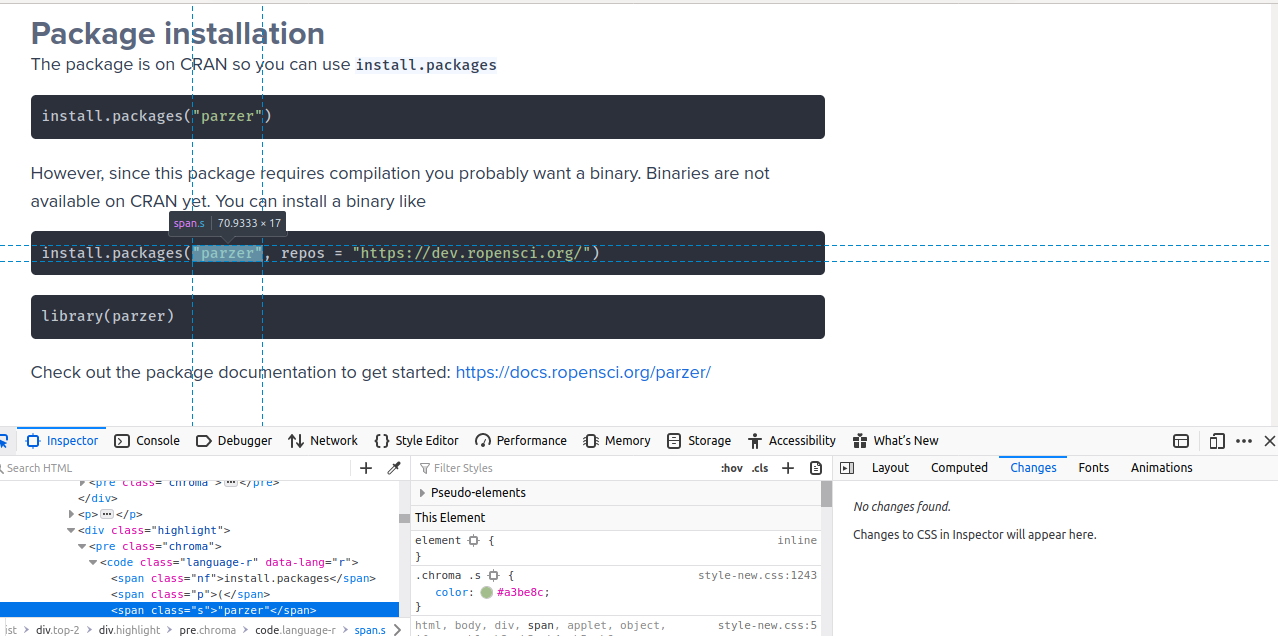 Package installation
The package is on CRAN so you can use install.packages
install.packages("parzer")
However, since this package requires compilation you probably want a binary. Binaries are not
available on CRAN yet. You can install a binary like
span.s 70.9333 × 17
install.packages("parzer", repos = "https://dev.ropensci.org/")
library(parzer)
Check out the package documentation to get started: https://docs.ropensci.org/parzer/
Inspector Console Debugger Network Style Editor Performance Memory Storage Accessibility What's New
Search HTML
Filter Styles :hov .cls
Layout Computed Changes Fonts Animations
<pre class="chroma"> </pre>
</div>
<p> </p>
<div class="highlight">
<pre class="chroma">
<code class="language-r" data-lang="r">
<span class="nf">install.packages</span>
<span class="p">(</span>
<span class="s">"parzer"</span>
ist > div.top-2 > div.highlight > pre.chroma > code.language-r > span.s
Pseudo-elements
This Element
element { inline
}
.chroma .s { style-new.css:1243
color: #a3be8c;
}
html, body, div, span, applet, object, style-new.css:5
No changes found.
Changes to CSS in Inspector will appear here.